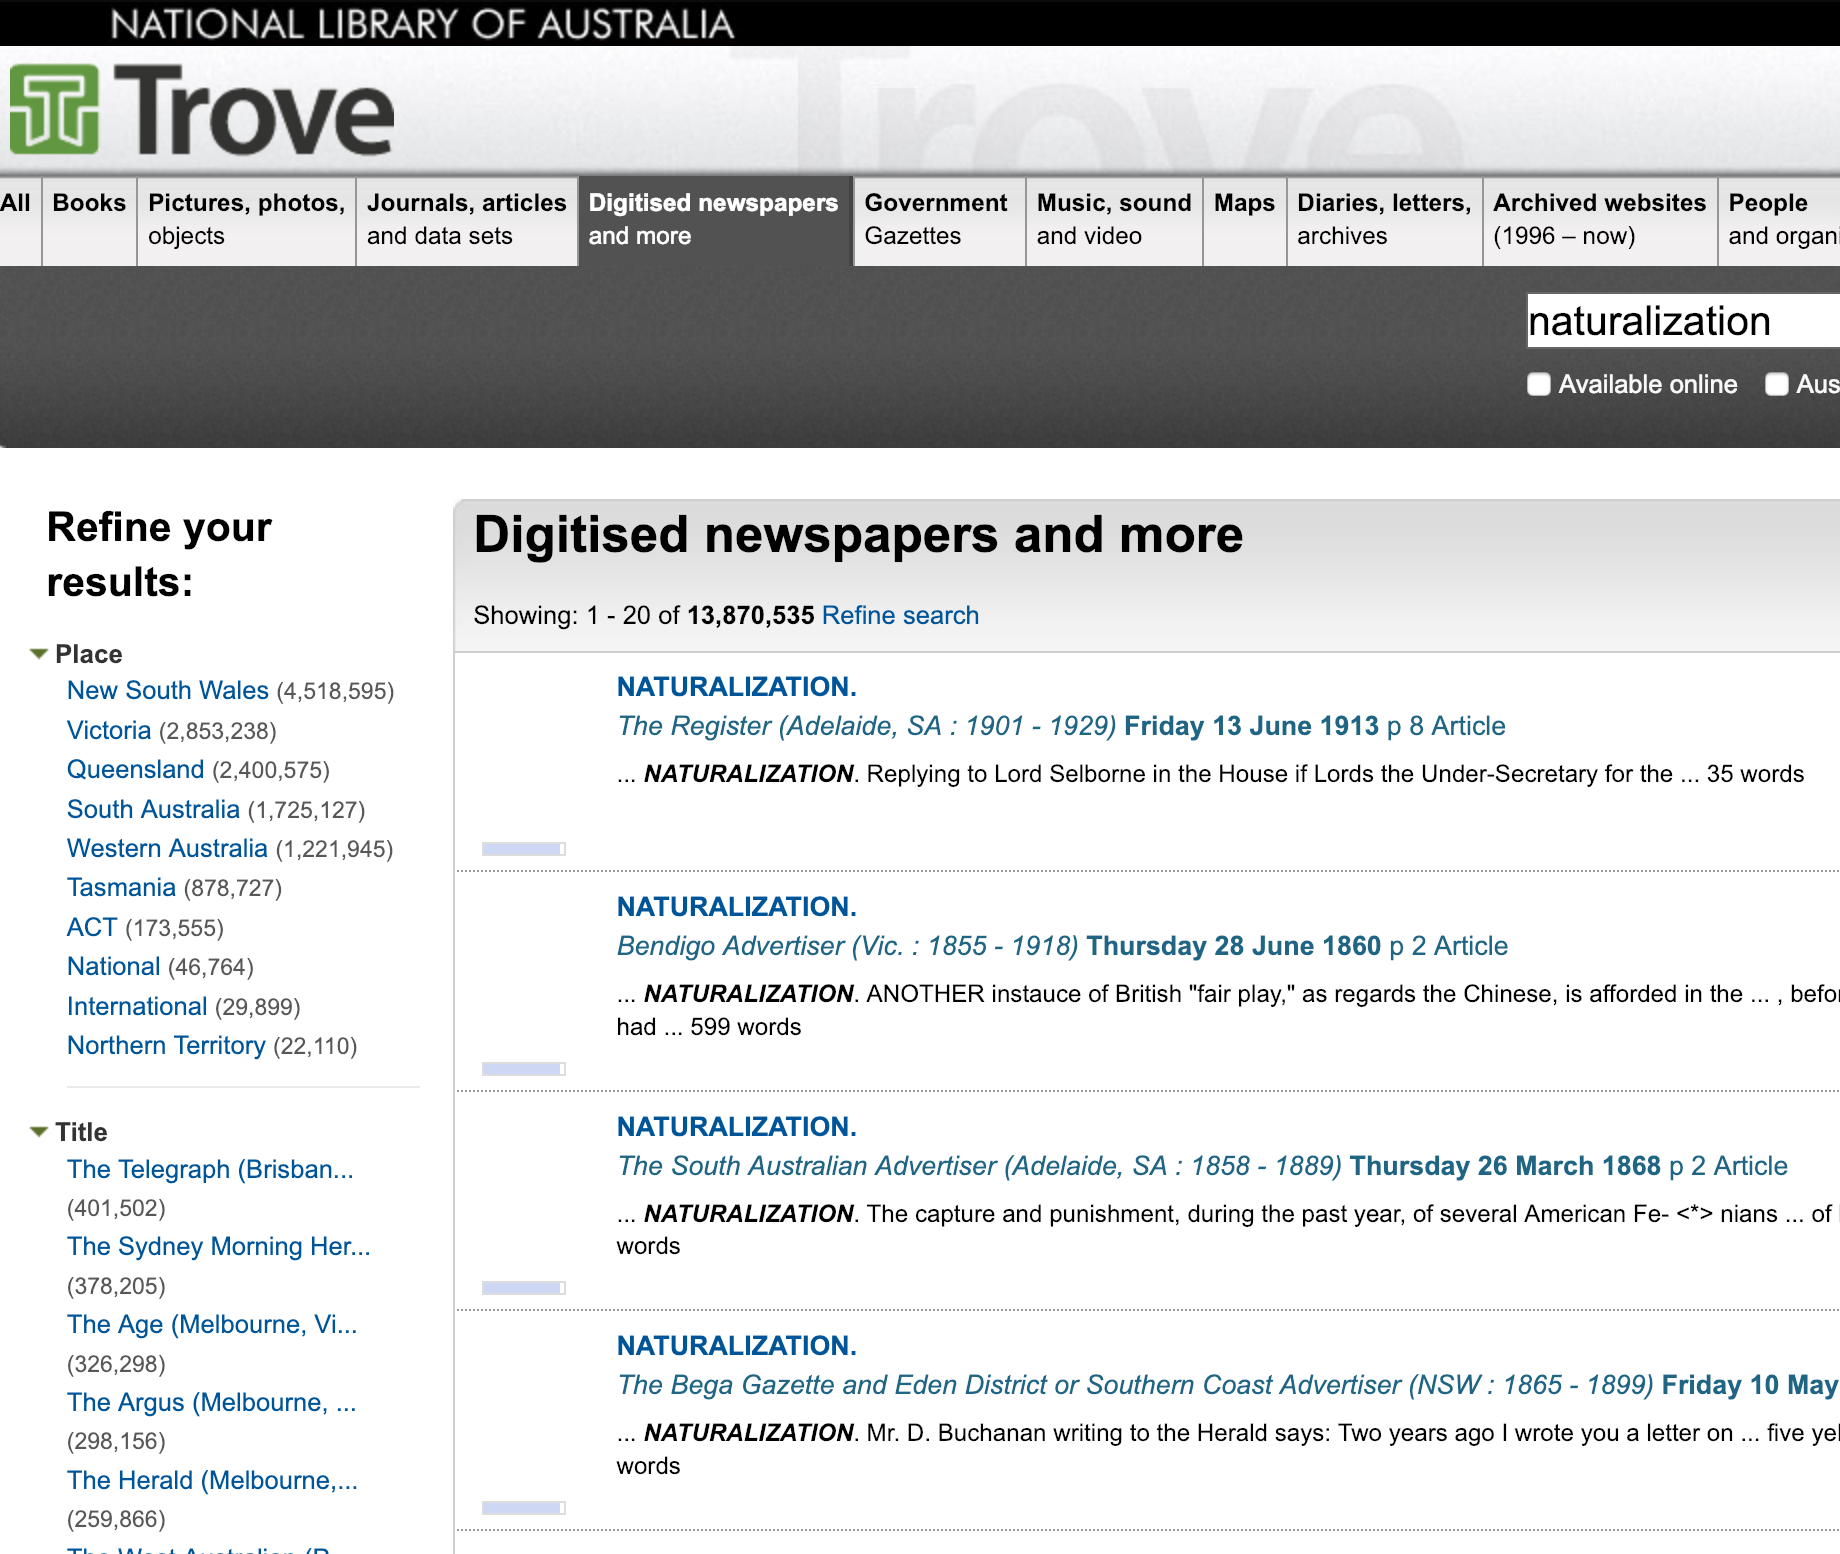 NATIONAL LIBRARY OF AUSTRALIA
Trove
Trove
All
Books
Pictures, photos,
objects
Journals, articles
and data sets
Digitised newspapers
and more
Government
Gazettes
Music, sound
and video
Maps
Diaries, letters,
archives
Archived websites
(1996 – now)
People
and organi
naturalization
Available online
Aus
Refine your
results:
Place
New South Wales (4,518,595)
Victoria (2,853,238)
Queensland (2,400,575)
South Australia (1,725,127)
Western Australia (1,221,945)
Tasmania (878,727)
ACT (173,555)
National (46,764)
International (29,899)
Northern Territory (22,110)
Title
The Telegraph (Brisban...
(401,502)
The Sydney Morning Her...
(378,205)
The Age (Melbourne, Vi...
(326,298)
The Argus (Melbourne, ...
(298,156)
The Herald (Melbourne,...
(259,866)
The West Australian (P...
Digitised newspapers and more
Showing: 1 - 20 of 13,870,535 Refine search
NATURALIZATION.
The Register (Adelaide, SA : 1901 - 1929) Friday 13 June 1913 p 8 Article
... NATURALIZATION. Replying to Lord Selborne in the House if Lords the Under-Secretary for the ... 35 words
NATURALIZATION.
Bendigo Advertiser (Vic. : 1855 - 1918) Thursday 28 June 1860 p 2 Article
... NATURALIZATION. ANOTHER instauce of British "fair play," as regards the Chinese, is afforded in the ... , befor
had ... 599 words
NATURALIZATION.
The South Australian Advertiser (Adelaide, SA : 1858 - 1889) Thursday 26 March 1868 p 2 Article
... NATURALIZATION. The capture and punishment, during the past year, of several American Fe- <*> nians ... of
words
NATURALIZATION.
The Bega Gazette and Eden District or Southern Coast Advertiser (NSW : 1865 - 1899) Friday 10 May
... NATURALIZATION. Mr. D. Buchanan writing to the Herald says: Two years ago I wrote you a letter on ... five ye
words